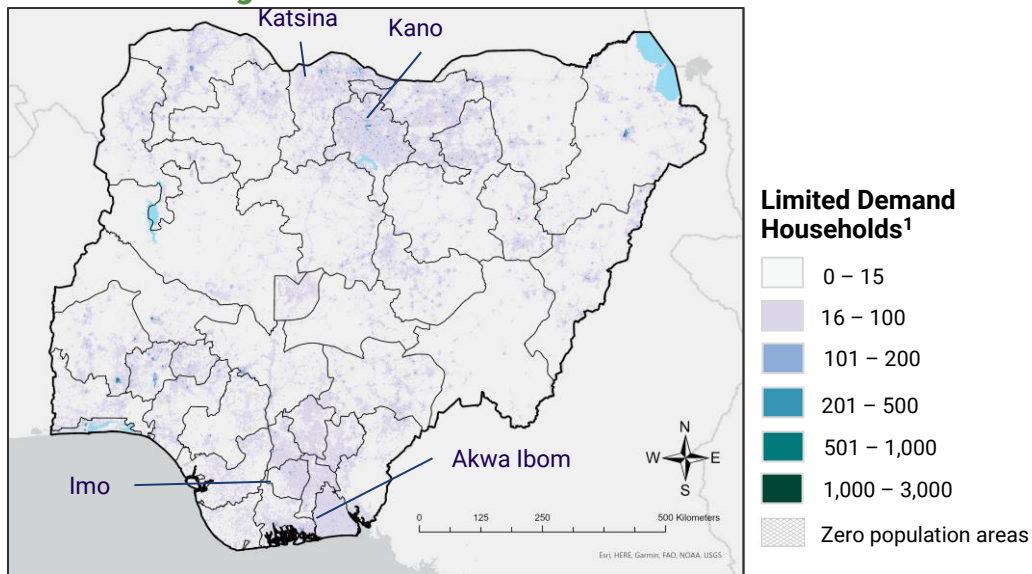 Katsina
Kano
Imo
Akwa Ibom
N
W E
S
0 125 250 500 Kilometers
Esri, HERE, Garmin, FAO, NOAA, USGS
Limited Demand
Households¹
0 – 15
16 – 100
101 – 200
201 – 500
501 – 1,000
1,000 – 3,000
Zero population areas